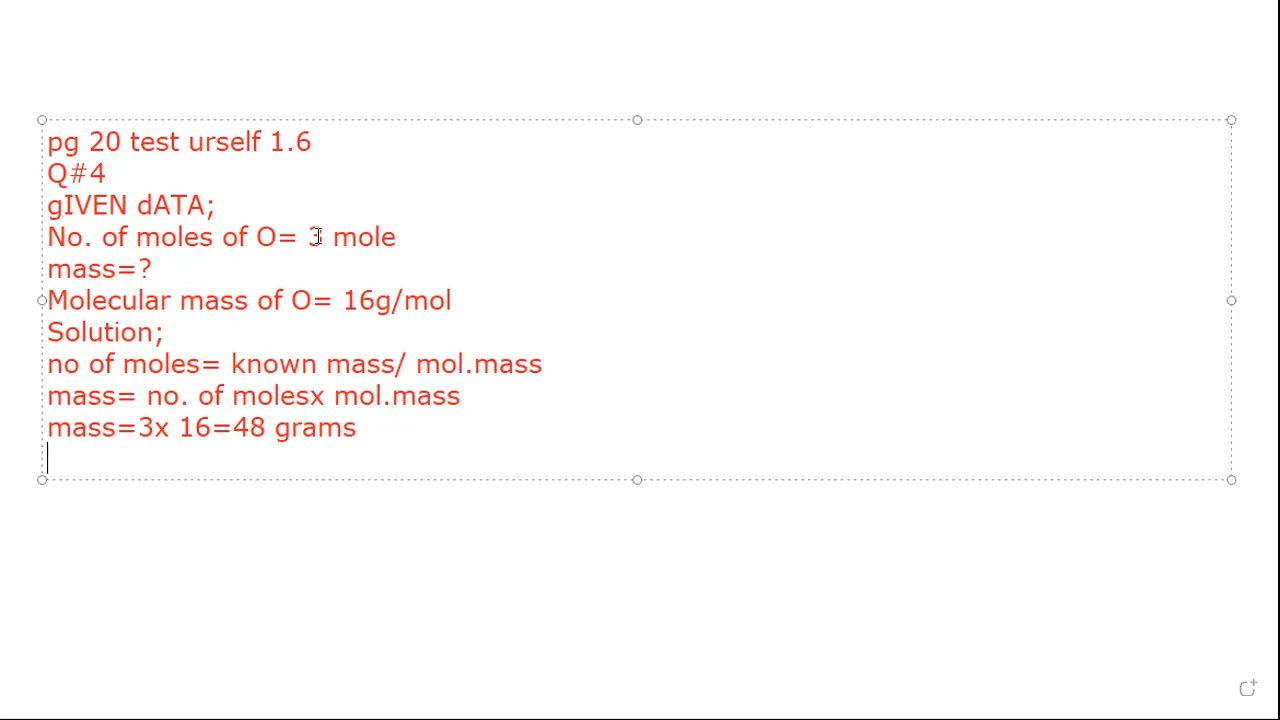 pg 20 test urself 1.6
Q#4
gIVEN dATA;
No. of moles of O= 3 mole
mass=?
Molecular mass of O= 16g/mol
Solution;
no of moles= known mass/ mol.mass
mass= no. of molesx mol.mass
mass=3x 16=48 grams